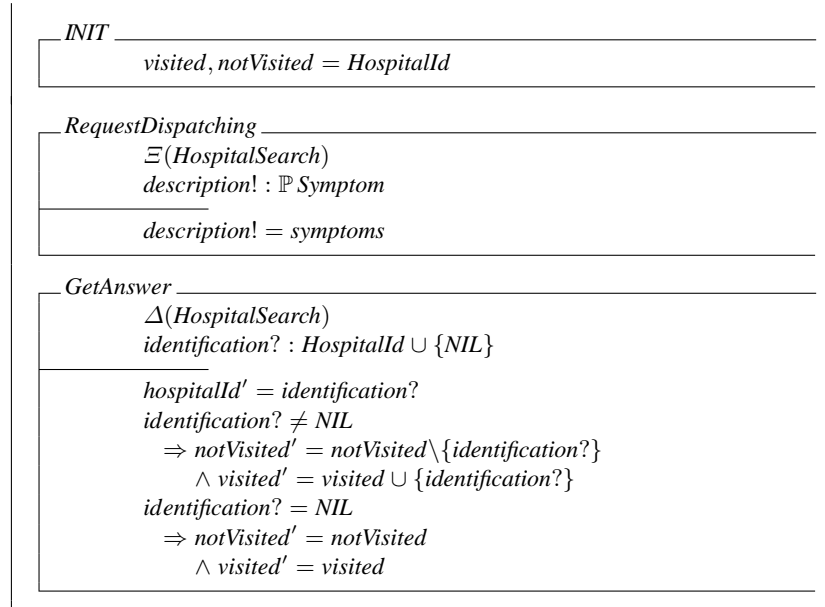 INIT
visited, notVisited = HospitalId
RequestDispatching
Ξ(HospitalSearch)
description! : ℙ Symptom
description! = symptoms
GetAnswer
Δ(HospitalSearch)
identification? : HospitalId ∪ {NIL}
hospitalId′ = identification?
identification? ≠ NIL
⇒ notVisited′ = notVisited\{identification?}
∧ visited′ = visited ∪ {identification?}
identification? = NIL
⇒ notVisited′ = notVisited
∧ visited′ = visited